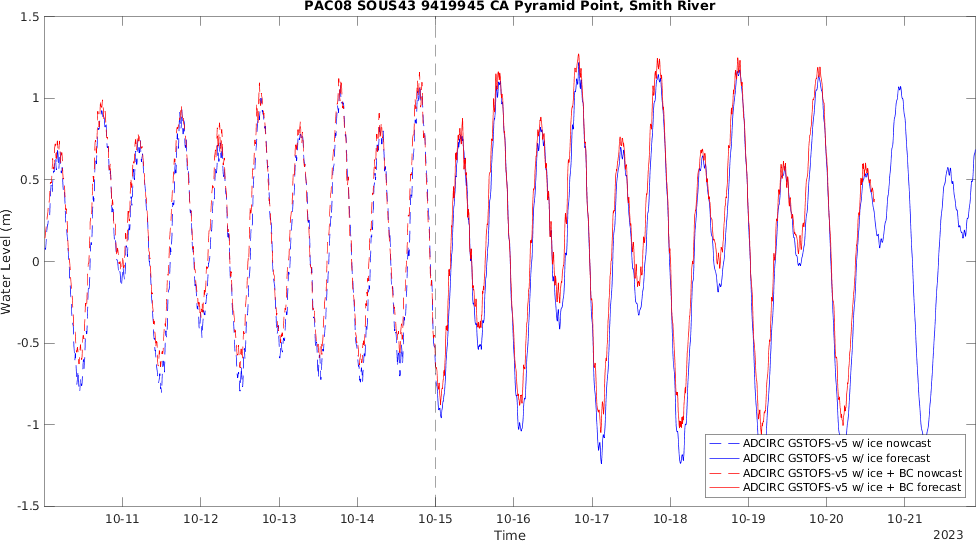 PAC08 SOUS43 9419945 CA Pyramid Point, Smith River
1.5
1
0.5
0
-0.5
-1
-1.5
Water Level (m)
ADCIRC GSTOFS-v5 w/ ice nowcast
ADCIRC GSTOFS-v5 w/ ice forecast
ADCIRC GSTOFS-v5 w/ ice + BC nowcast
ADCIRC GSTOFS-v5 w/ ice + BC forecast
10-11 10-12 10-13 10-14 10-15 10-16 10-17 10-18 10-19 10-20 10-21
Time
2023